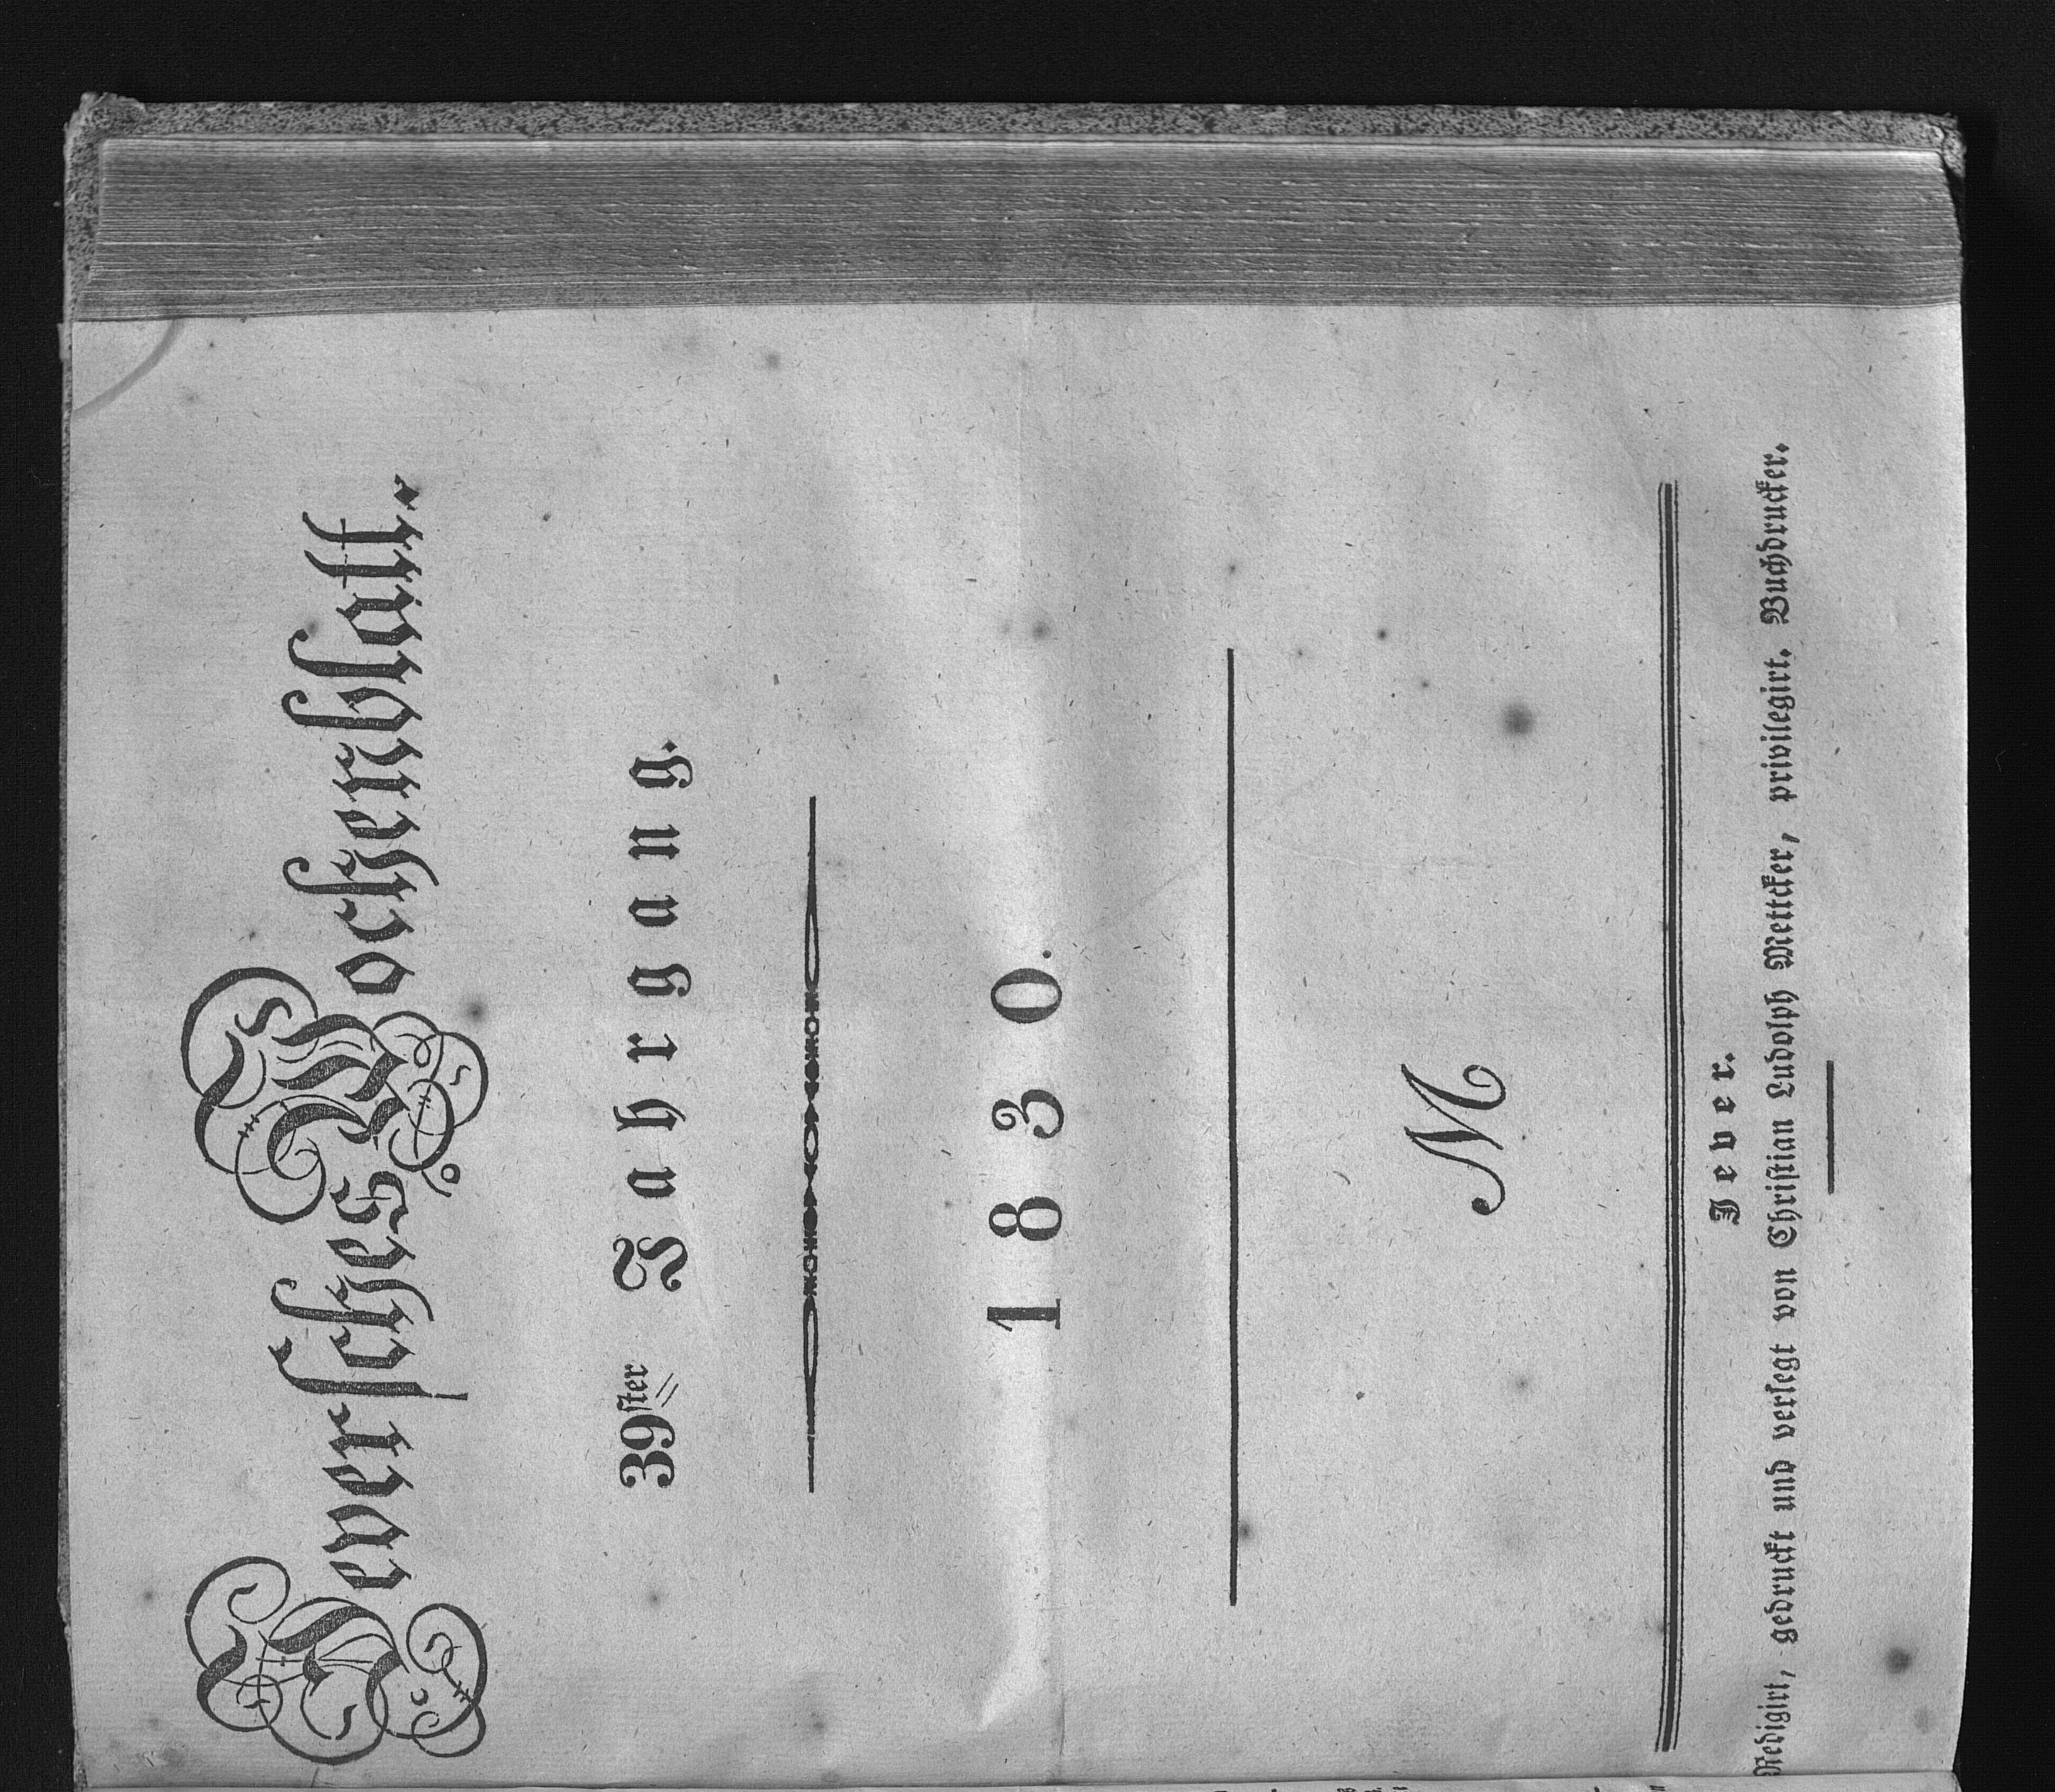 Jeversches Wochenblatt.
39ster Jahrgang.
1830.
M
Jever.
Redigirt, gedruckt und verlegt von Christian Ludolph Mettcker, privilegirt. Buchdrucker.